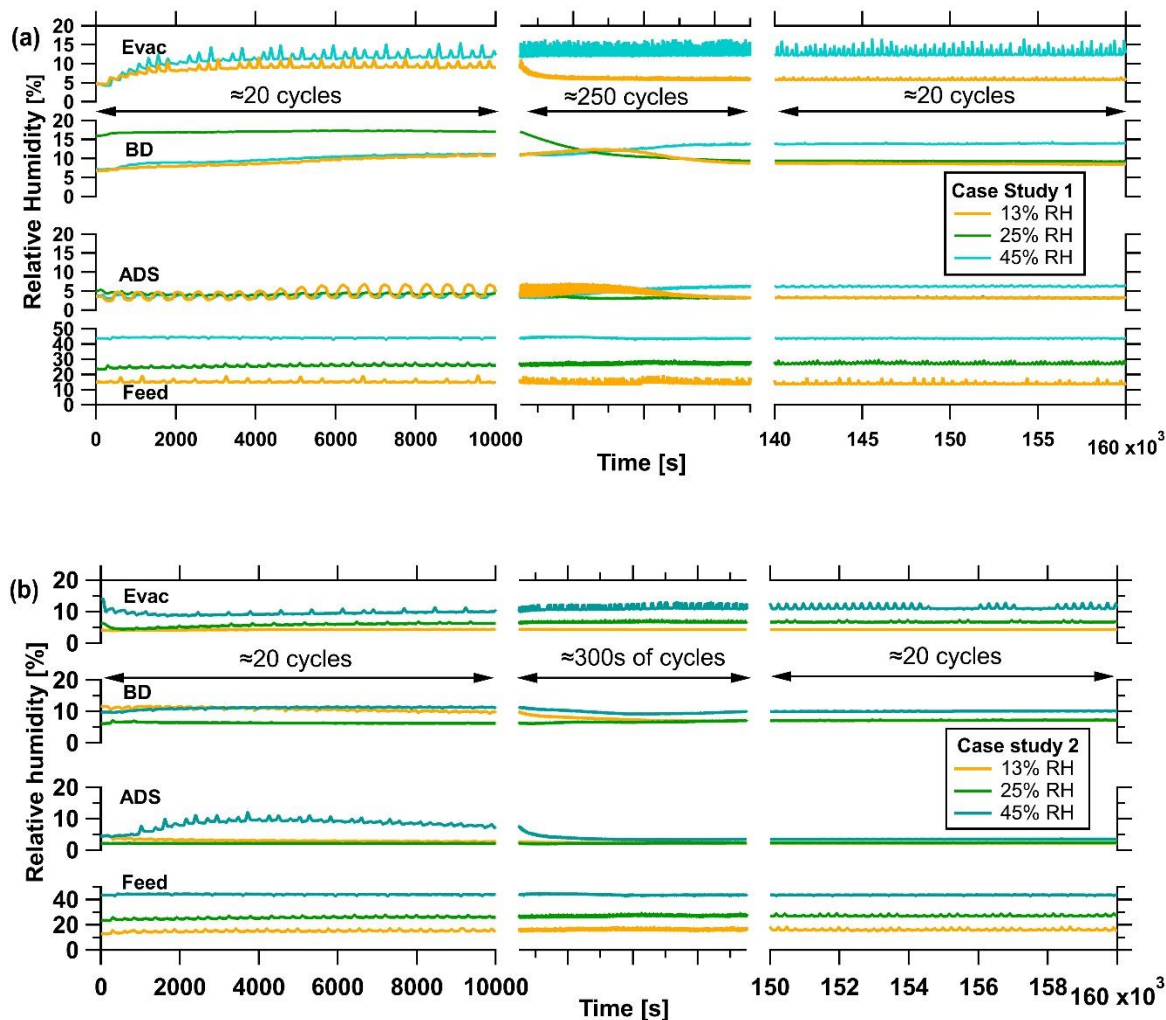 (a)
Relative Humidity [%]
Evac
20
15
10
5
0
≈20 cycles
≈250 cycles
≈20 cycles
BD
20
15
10
5
0
Case Study 1
13% RH
25% RH
45% RH
ADS
20
15
10
5
0
Feed
50
40
30
20
10
0
0 2000 4000 6000 8000 10000 140 145 150 155 160 x10³
Time [s]
(b)
Relative humidity [%]
Evac
20
10
0
≈20 cycles
≈300s of cycles
≈20 cycles
BD
20
10
0
Case study 2
13% RH
25% RH
45% RH
ADS
20
10
0
Feed
40
20
0
0 2000 4000 6000 8000 10000 150 152 154 156 158 160 x10³
Time [s]